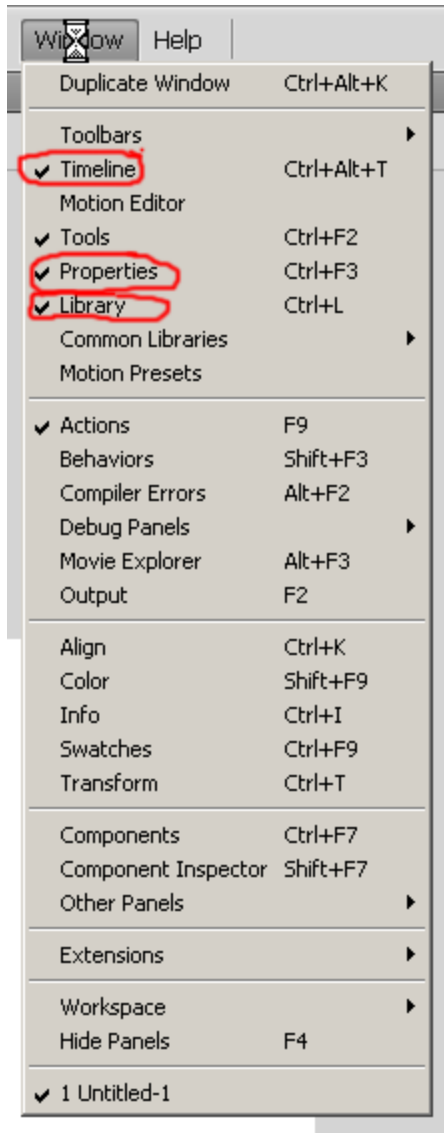 Window Help
Duplicate Window Ctrl+Alt+K
Toolbars
Timeline Ctrl+Alt+T
Motion Editor
Tools Ctrl+F2
Properties Ctrl+F3
Library Ctrl+L
Common Libraries
Motion Presets
Actions F9
Behaviors Shift+F3
Compiler Errors Alt+F2
Debug Panels
Movie Explorer Alt+F3
Output F2
Align Ctrl+K
Color Shift+F9
Info Ctrl+I
Swatches Ctrl+F9
Transform Ctrl+T
Components Ctrl+F7
Component Inspector Shift+F7
Other Panels
Extensions
Workspace
Hide Panels F4
1 Untitled-1